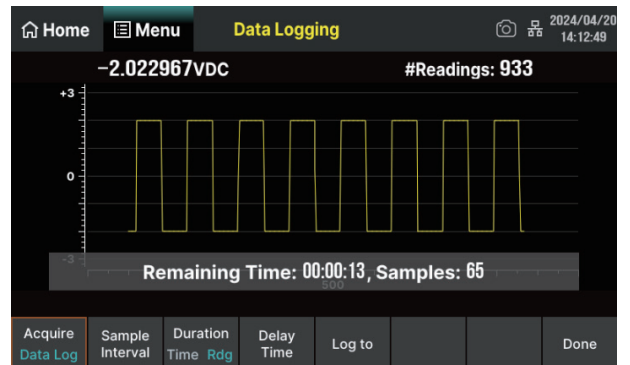 Home
Menu
Data Logging
2024/04/20
14:12:49
-2.022967VDC
#Readings: 933
+3
0
-3
Remaining Time: 00:00:13, Samples: 65
500
Acquire
Data Log
Sample
Interval
Duration
Time Rdg
Delay
Time
Log to
Done